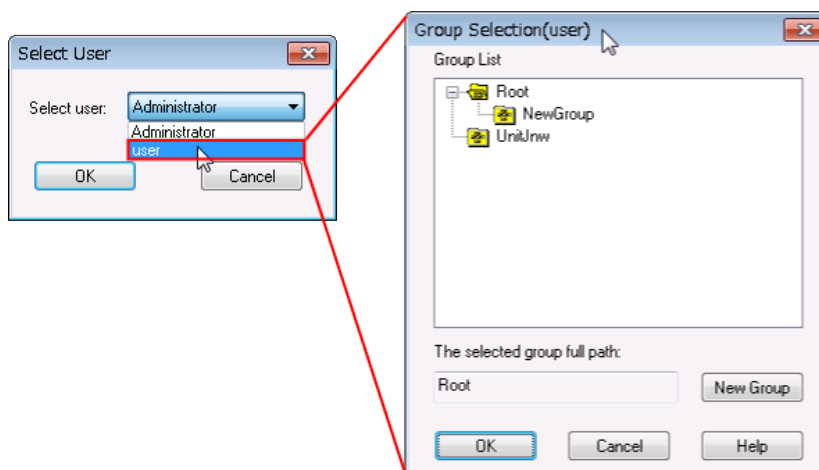 Select User
Select user:
Administrator
Administrator
user
OK
Cancel
Group Selection(user)
Group List
Root
NewGroup
UnitJnw
The selected group full path:
Root
New Group
OK
Cancel
Help